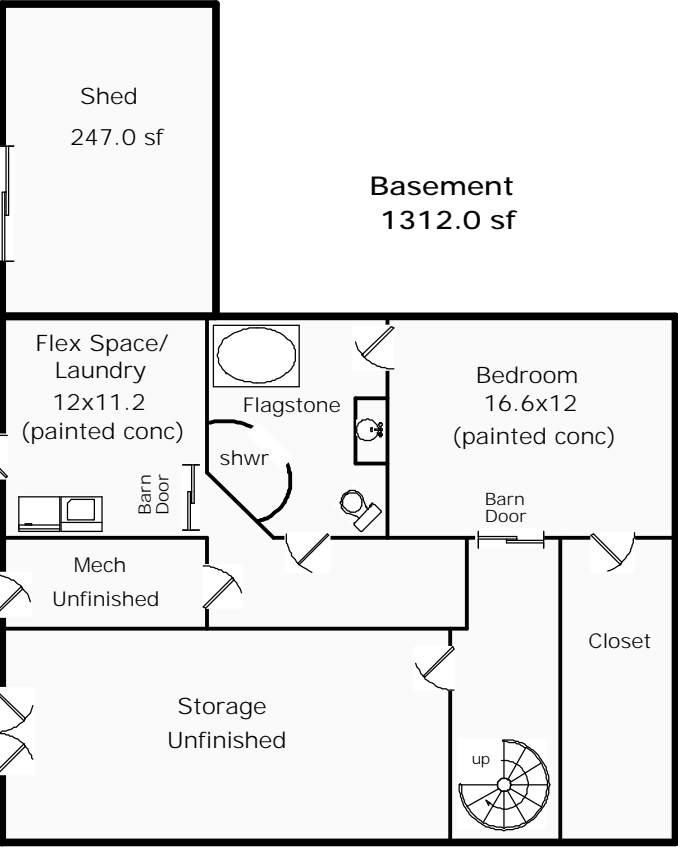 Shed
247.0 sf
Basement
1312.0 sf
Flex Space/
Laundry
12x11.2
(painted conc)
Barn
Door
Flagstone
shwr
Bedroom
16.6x12
(painted conc)
Barn
Door
Mech
Unfinished
Closet
Storage
Unfinished
up